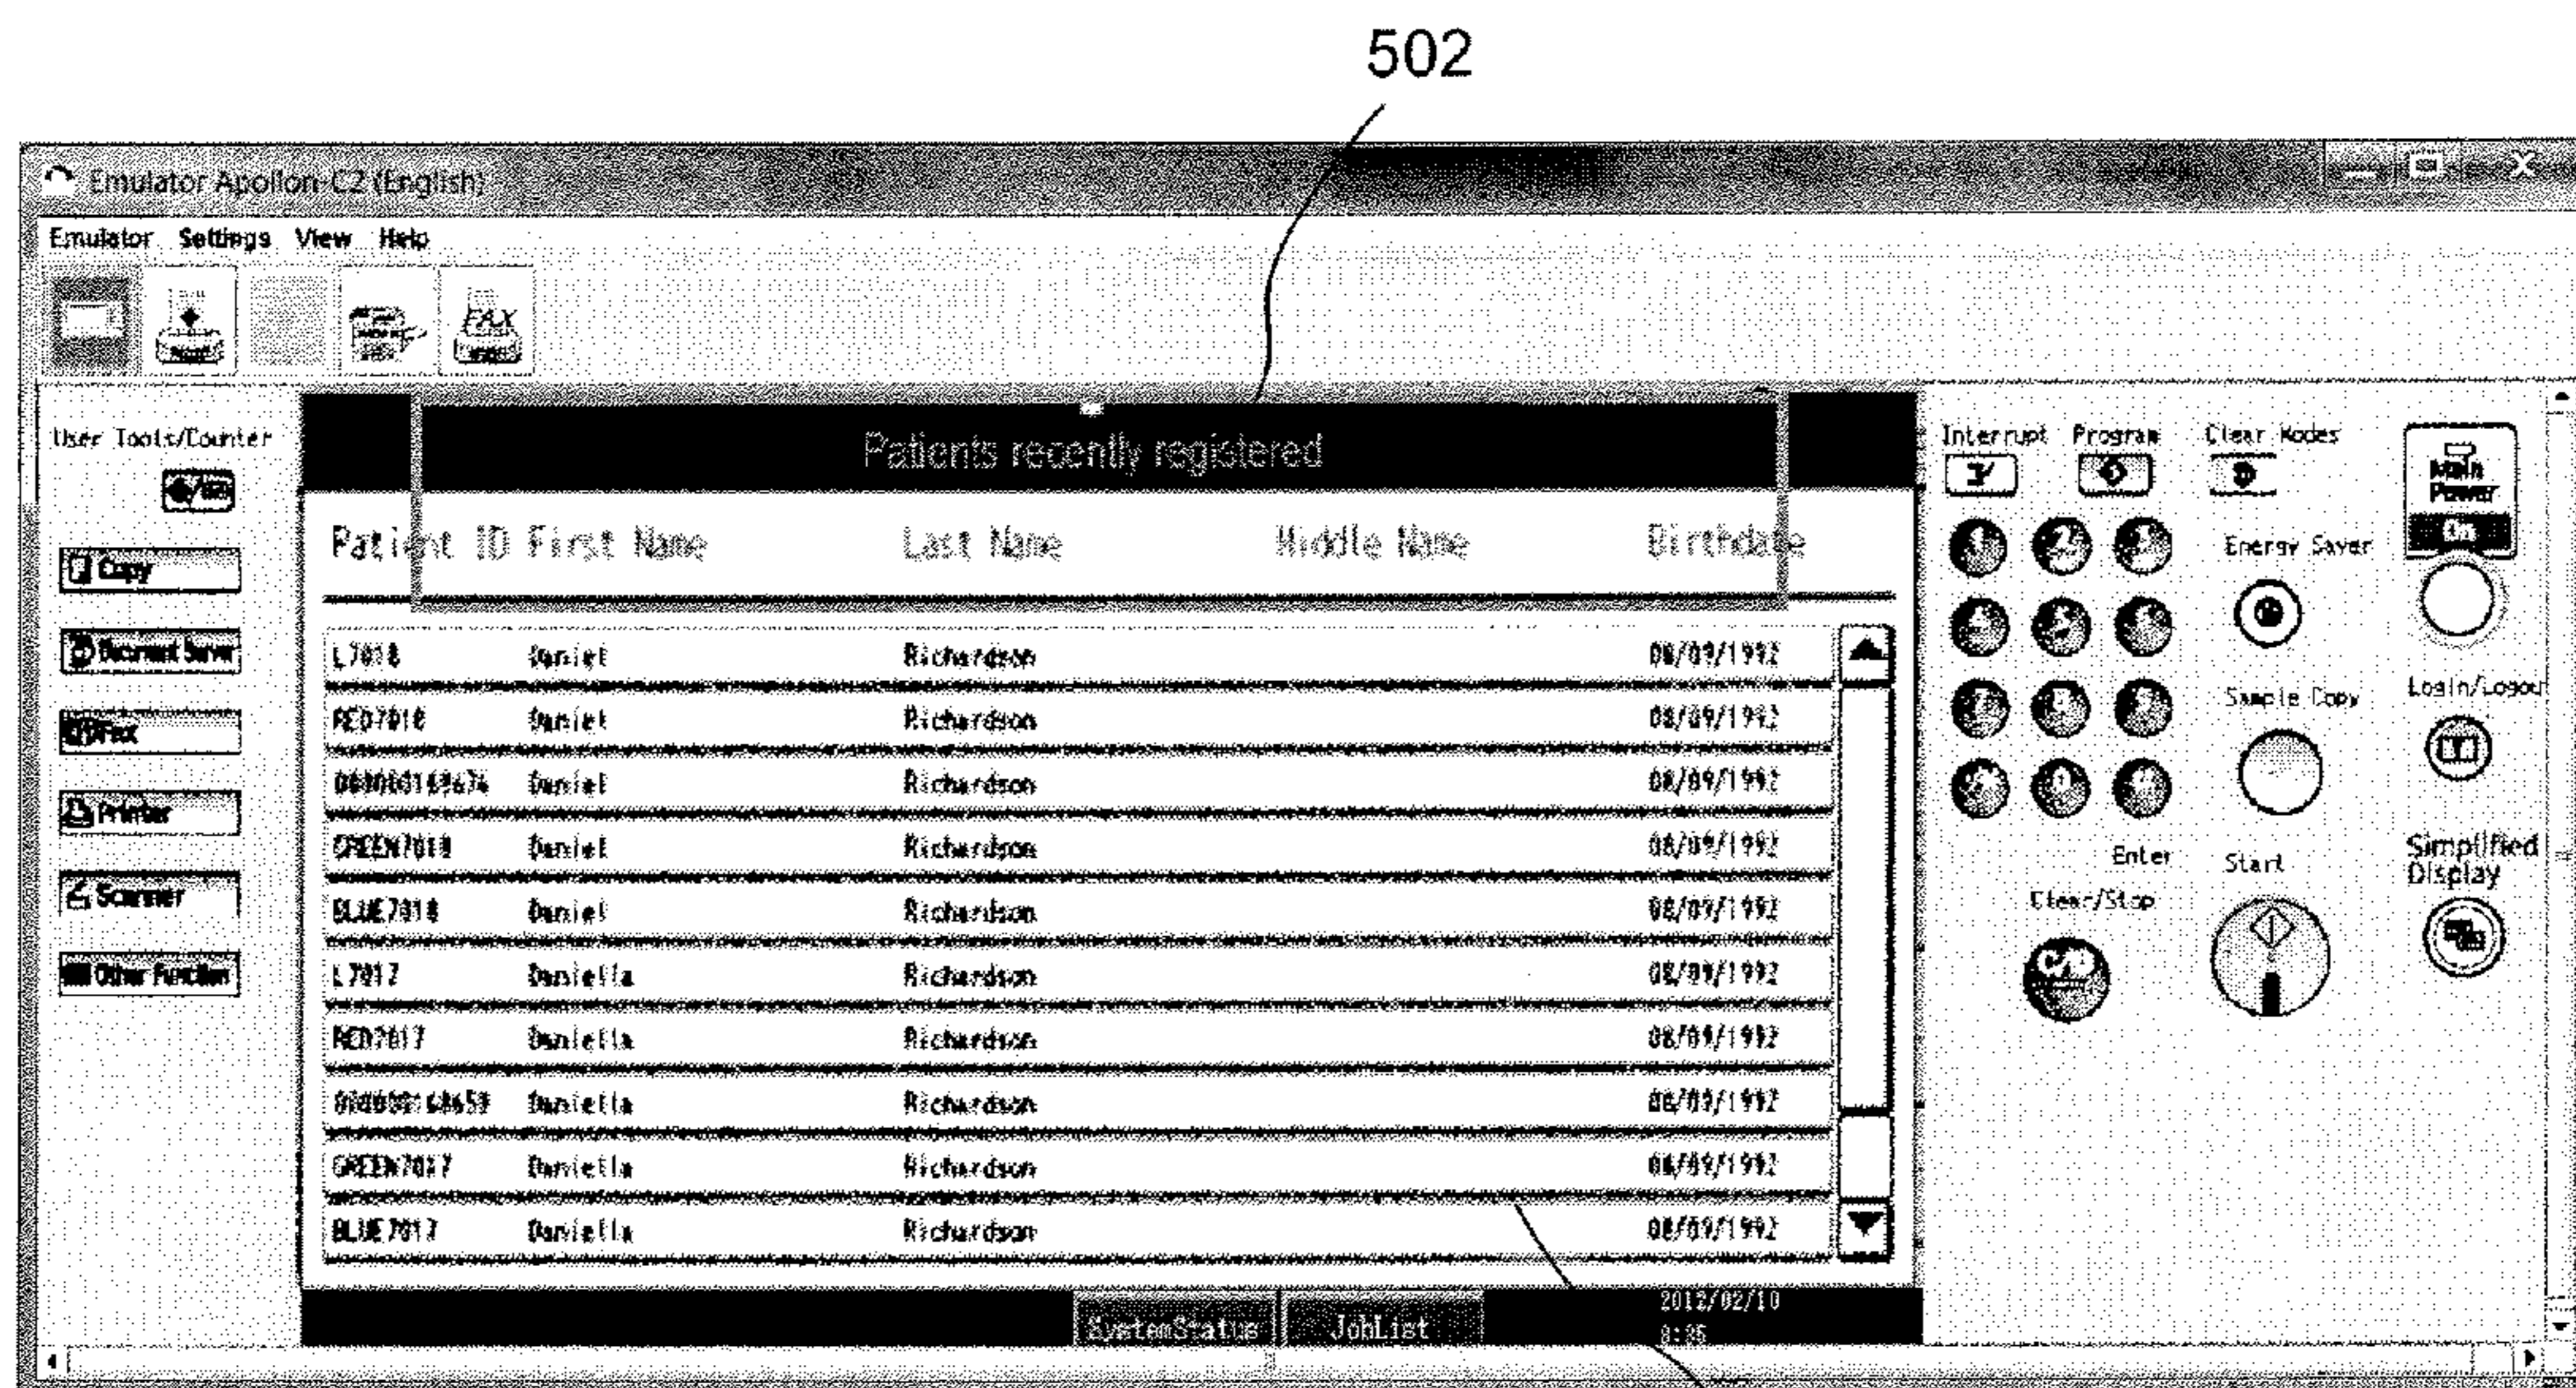 502
Emulator Apollon-C2 (English)
Emulator Settings View Help
FAX
User Tools/Counter
Copy
Document Server
Fax
Printer
Scanner
Other Function
Patients recently registered
Patient ID First Name Last Name Middle Name Birthdate
L7018 Daniel Richardson 08/09/1992
RED7018 Daniel Richardson 08/09/1992
Daniel Richardson 08/09/1992
GREEN7018 Daniel Richardson 08/09/1992
BLUE7018 Daniel Richardson 08/09/1992
L7017 Daniella Richardson 08/09/1992
RED7017 Daniella Richardson 08/09/1992
Daniella Richardson 08/09/1992
GREEN7017 Daniella Richardson 08/09/1992
BLUE7017 Daniella Richardson 08/09/1992
SystemStatus JobList 2012/02/10
Interrupt Program Clear Modes
Main
Power
On
Energy Saver
Sample Copy
Login/Logou
Enter
Start
Simplified
Display
Clear/Stop